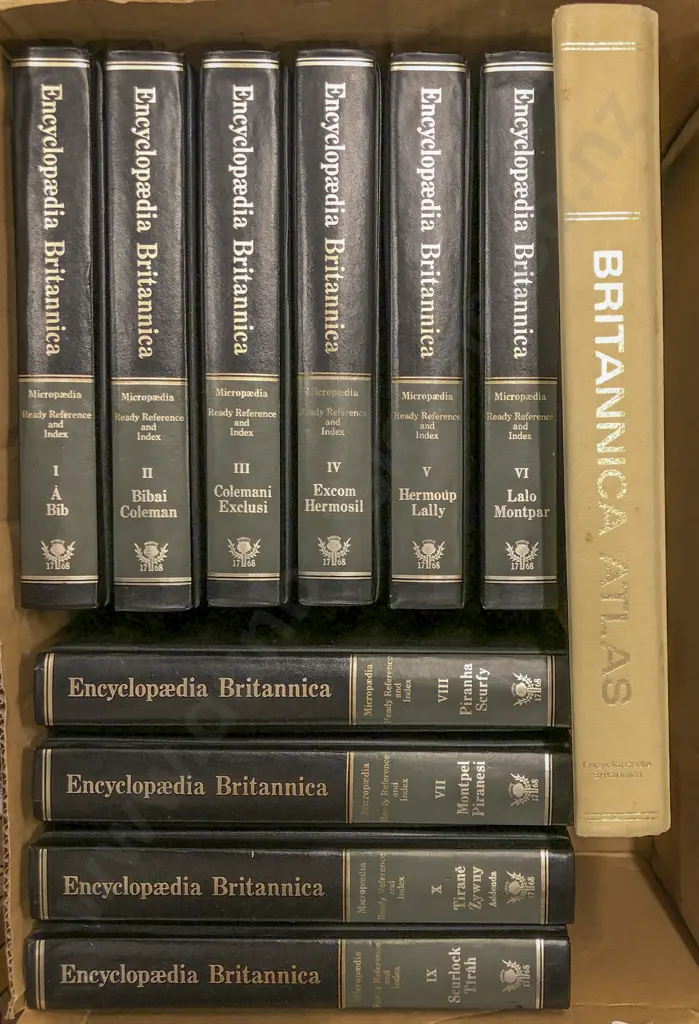 Encyclopædia Britannica
Micropædia
Ready Reference
and
Index
I
À
Bib
1768
Encyclopædia Britannica
Micropædia
Ready Reference
and
Index
II
Bibai
Coleman
1768
Encyclopædia Britannica
Micropædia
Ready Reference
and
Index
III
Colemani
Exclusi
1768
Encyclopædia Britannica
Micropædia
Ready Reference
and
Index
IV
Excom
Hermosil
1768
Encyclopædia Britannica
Micropædia
Ready Reference
and
Index
V
Hermoup
Lally
1768
Encyclopædia Britannica
Micropædia
Ready Reference
and
Index
VI
Lalo
Montpar
1768
BRITANNICA ATLAS
Encyclopædia
Britannica
Encyclopædia Britannica
Micropædia
Ready Reference
and
Index
VIII
Piranha
Scurfy
1768
Encyclopædia Britannica
Micropædia
Ready Reference
and
Index
VII
Montpel
Piranesi
1768
Encyclopædia Britannica
Micropædia
Ready Reference
and
Index
X
Tirané
Zywny
Addenda
1768
Encyclopædia Britannica
Micropædia
Ready Reference
and
Index
IX
Scurlock
Tīrāh
1768